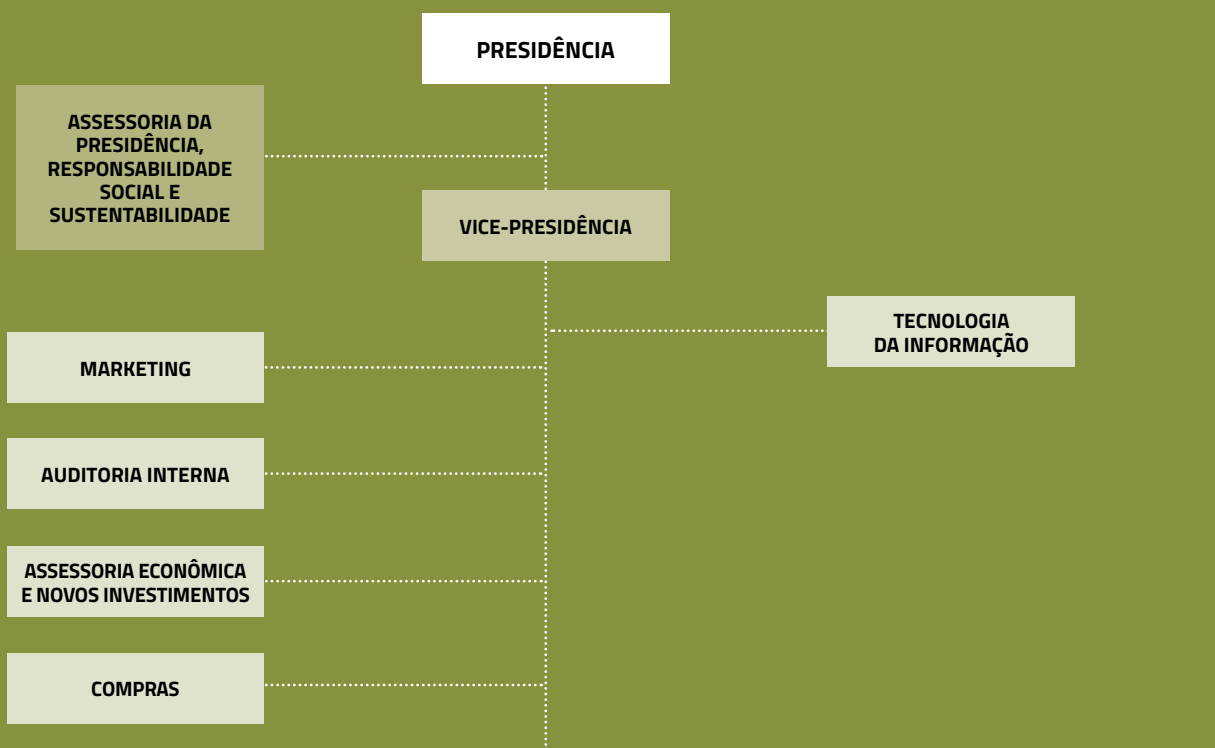 PRESIDÊNCIA
ASSESSORIA DA
PRESIDÊNCIA,
RESPONSABILIDADE
SOCIAL E
SUSTENTABILIDADE
VICE-PRESIDÊNCIA
TECNOLOGIA
DA INFORMAÇÃO
MARKETING
AUDITORIA INTERNA
ASSESSORIA ECONÔMICA
E NOVOS INVESTIMENTOS
COMPRAS